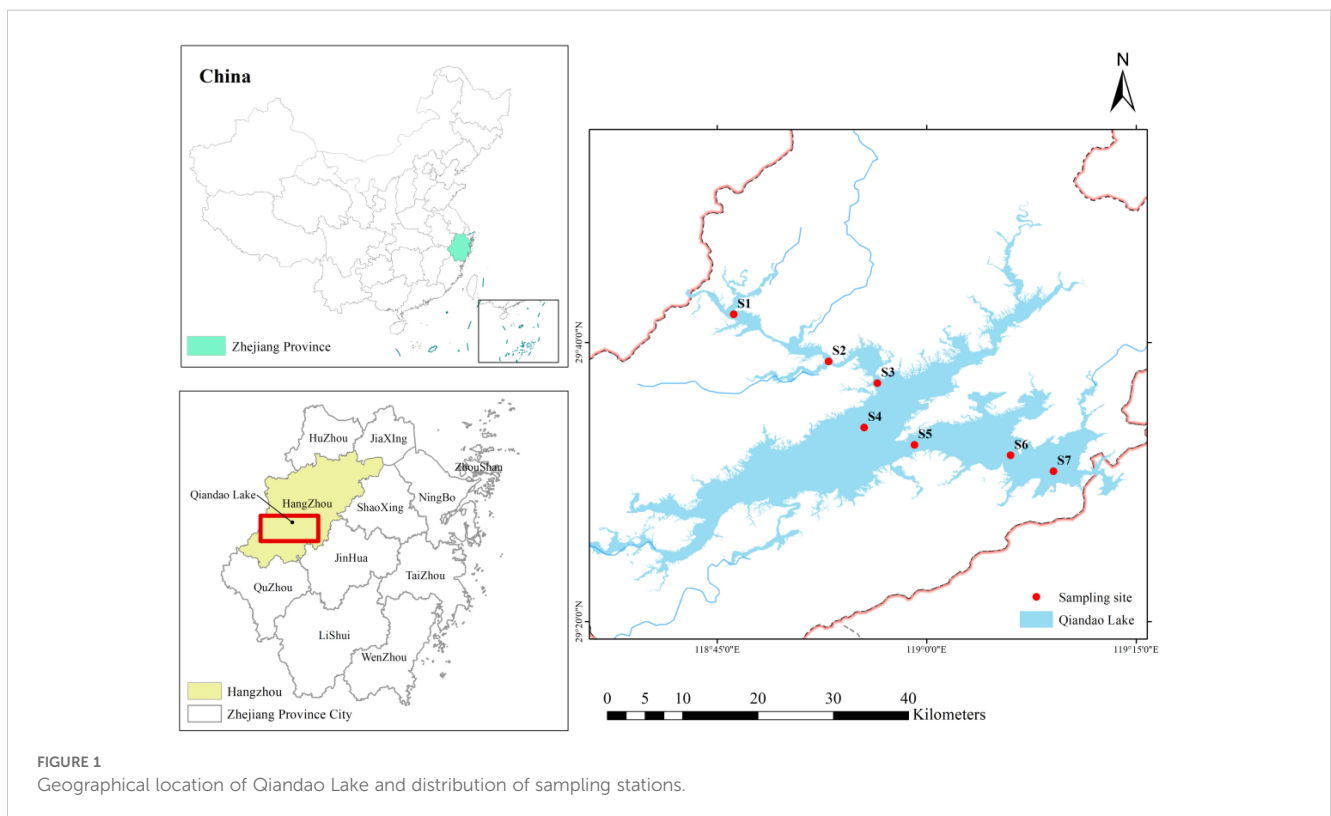 China
Zhejiang Province
HuZhou
JiaXIng
ZhouShan
Qiandao Lake
HangZhou
NingBo
ShaoXing
JinHua
TaiZhou
QuZhou
LiShui
WenZhou
Hangzhou
Zhejiang Province City
N
S1
S2
S3
S4
S5
S6
S7
29°40'0"N
29°20'0"N
Sampling site
Qiandao Lake
118°45'0"E
119°0'0"E
119°15'0"E
0 5 10 20 30 40
Kilometers
FIGURE 1
Geographical location of Qiandao Lake and distribution of sampling stations.